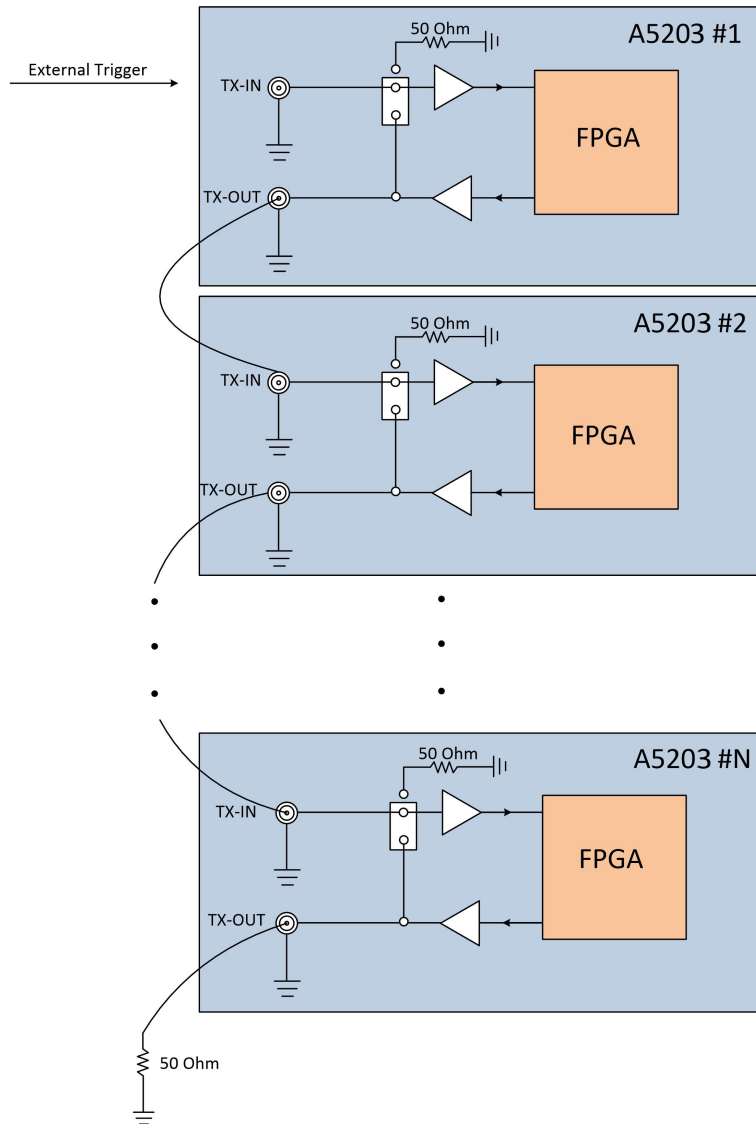 50 Ohm
A5203 #1
External Trigger
TX-IN
FPGA
TX-OUT
50 Ohm
A5203 #2
TX-IN
FPGA
TX-OUT
50 Ohm
A5203 #N
TX-IN
FPGA
TX-OUT
50 Ohm